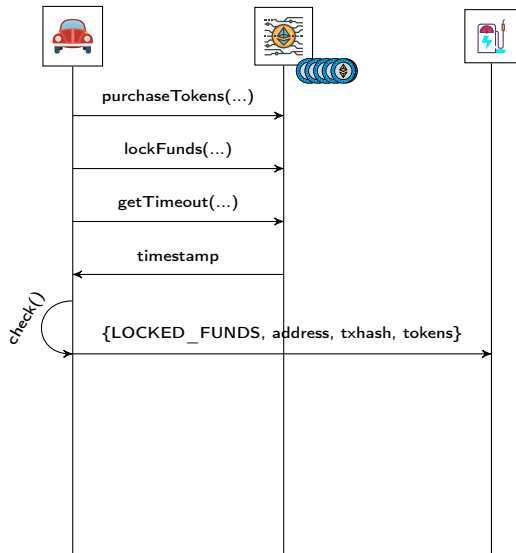 purchaseTokens(...)
lockFunds(...)
getTimeout(...)
timestamp
check()
{LOCKED_FUNDS, address, txhash, tokens}